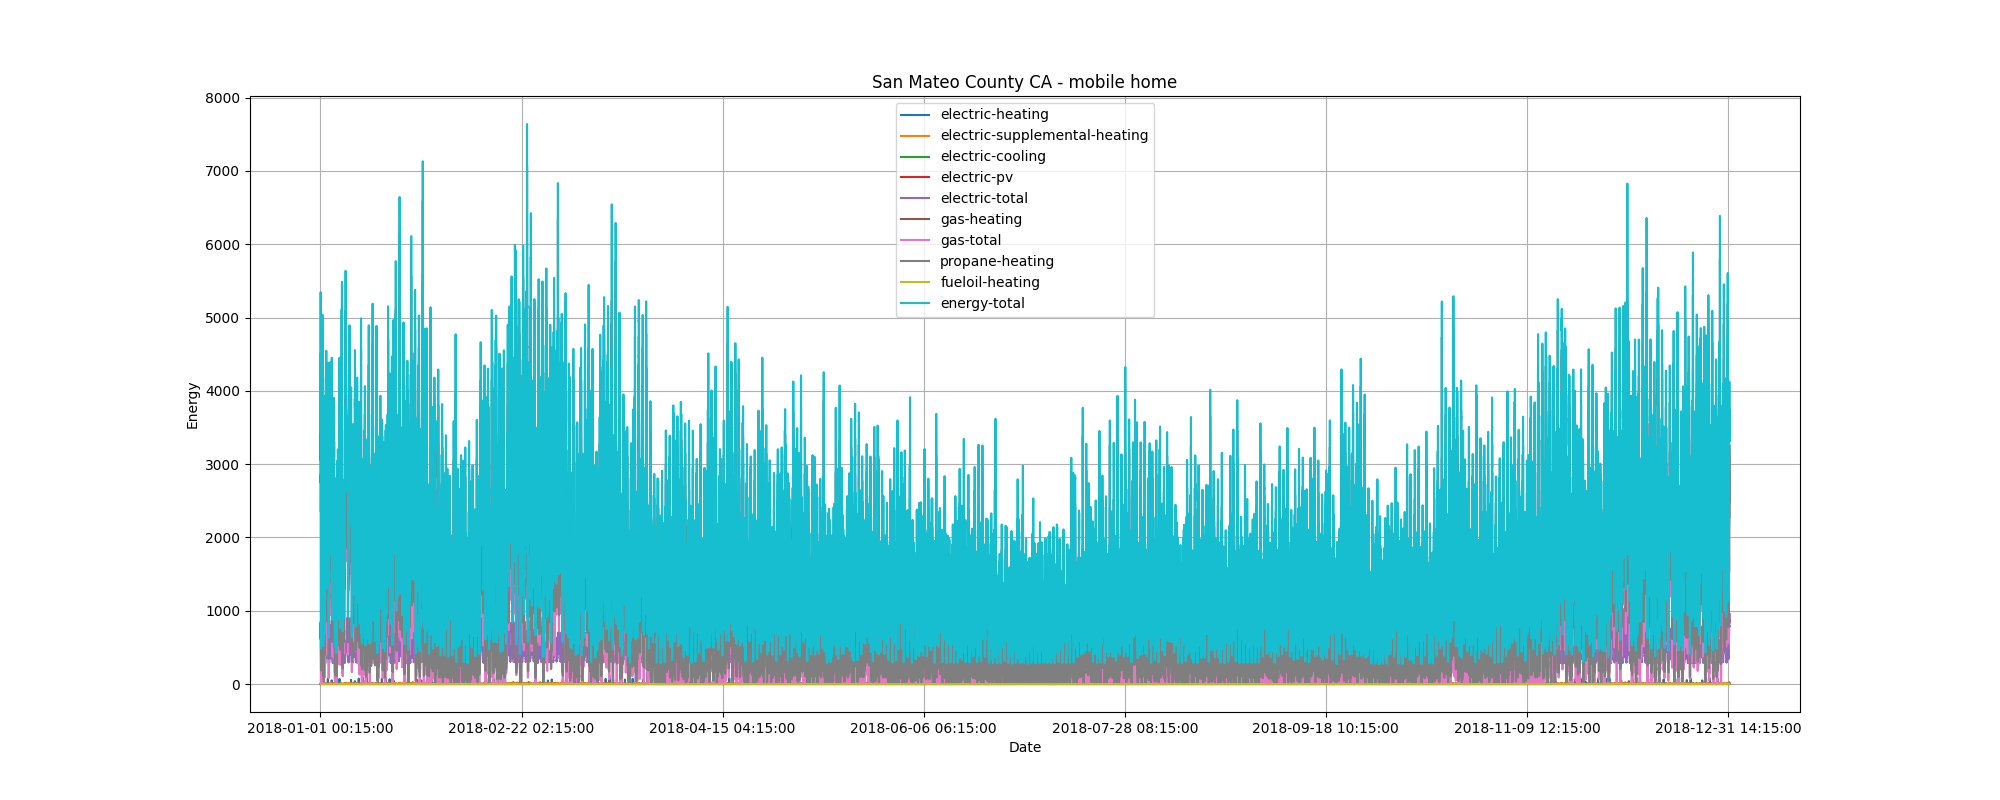 San Mateo County CA - mobile home
8000
7000
6000
5000
4000
3000
2000
1000
0
Energy
electric-heating
electric-supplemental-heating
electric-cooling
electric-pv
electric-total
gas-heating
gas-total
propane-heating
fueloil-heating
energy-total
2018-01-01 00:15:00 2018-02-22 02:15:00 2018-04-15 04:15:00 2018-06-06 06:15:00 2018-07-28 08:15:00 2018-09-18 10:15:00 2018-11-09 12:15:00 2018-12-31 14:15:00
Date